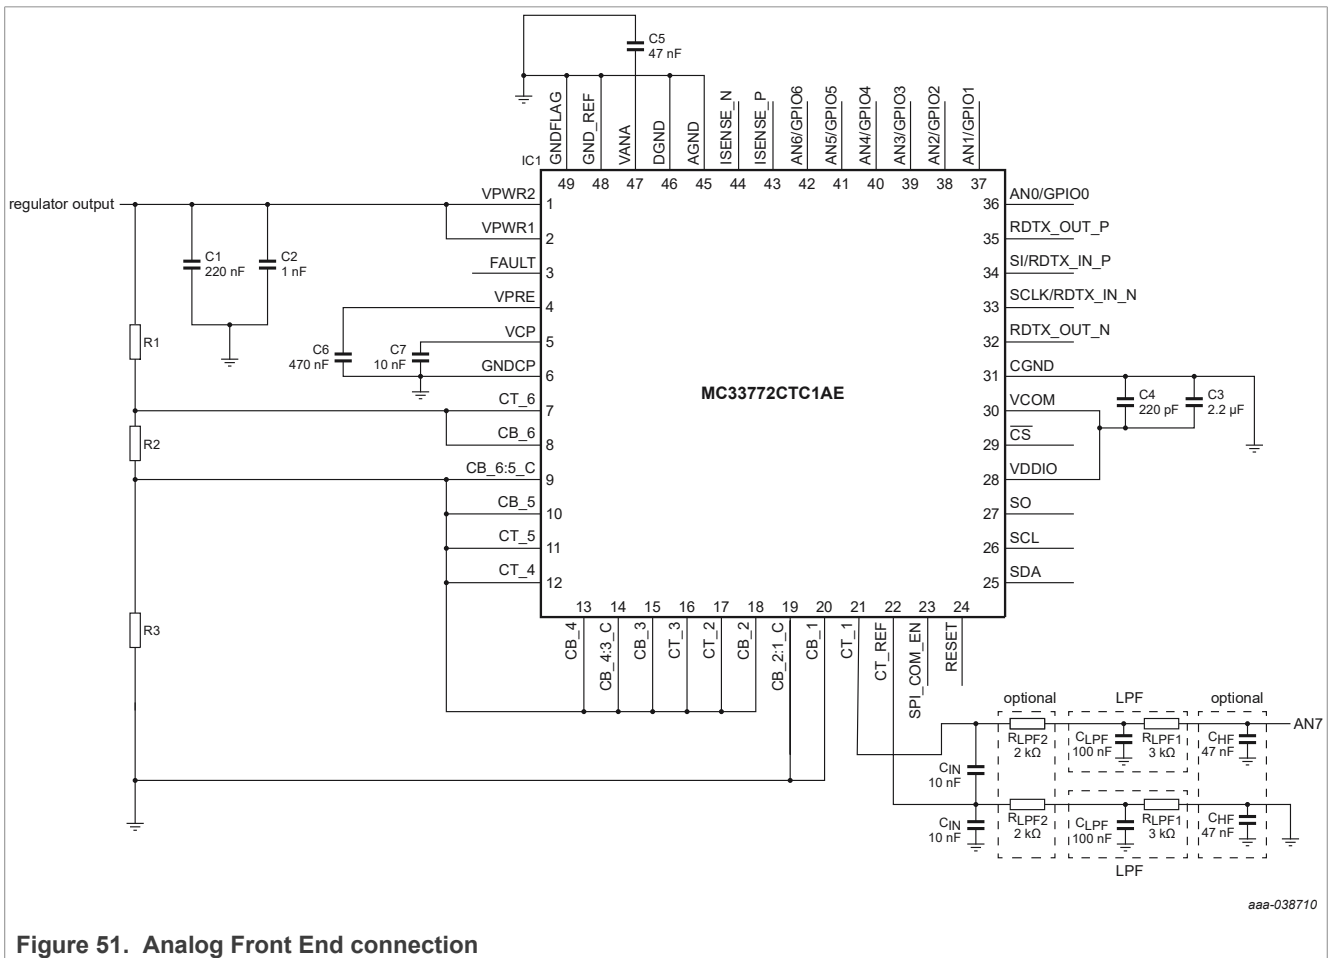 C5
47 nF
GNDFLAG
GND_REF
VANA
DGND
AGND
ISENSE_N
ISENSE_P
AN6/GPIO6
AN5/GPIO5
AN4/GPIO4
AN3/GPIO3
AN2/GPIO2
AN1/GPIO1
IC1
49 48 47 46 45 44 43 42 41 40 39 38 37
regulator output
VPWR2
1
VPWR1
2
FAULT
3
VPRE
4
VCP
5
GNDCP
6
CT_6
7
CB_6
8
CB_6:5_C
9
CB_5
10
CT_5
11
CT_4
12
C1
220 nF
C2
1 nF
R1
C6
470 nF
C7
10 nF
R2
R3
MC33772CTC1AE
36
AN0/GPIO0
35
RDTX_OUT_P
34
SI/RDTX_IN_P
33
SCLK/RDTX_IN_N
32
RDTX_OUT_N
31
CGND
30
VCOM
29
CS
28
VDDIO
27
SO
26
SCL
25
SDA
C4
220 pF
C3
2.2 µF
13 14 15 16 17 18 19 20 21 22 23 24
CB_4
CB_4:3_C
CB_3
CT_3
CT_2
CB_2
CB_2:1_C
CB_1
CT_1
CT_REF
SPI_COM_EN
RESET
optional
LPF
optional
AN7
CIN
10 nF
RLPF2
2 kΩ
CLPF
100 nF
RLPF1
3 kΩ
CHF
47 nF
CIN
10 nF
RLPF2
2 kΩ
CLPF
100 nF
RLPF1
3 kΩ
CHF
47 nF
LPF
aaa-038710
Figure 51. Analog Front End connection